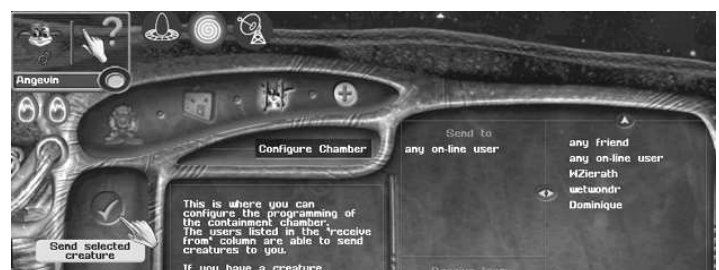 ?
Angevin
Configure Chamber
Send to
any on-line user
any friend
any on-line user
WZierath
wetwondr
Dominique
This is where you can
configure the programming of
the containment chamber.
The users listed in the "receive
from" column are able to send
creatures to you.
If you have a creature
Send selected
creature